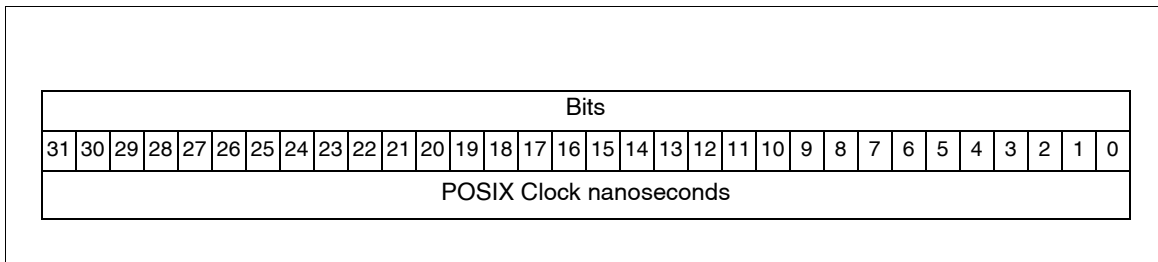 Bits
31 30 29 28 27 26 25 24 23 22 21 20 19 18 17 16 15 14 13 12 11 10 9 8 7 6 5 4 3 2 1 0
POSIX Clock nanoseconds